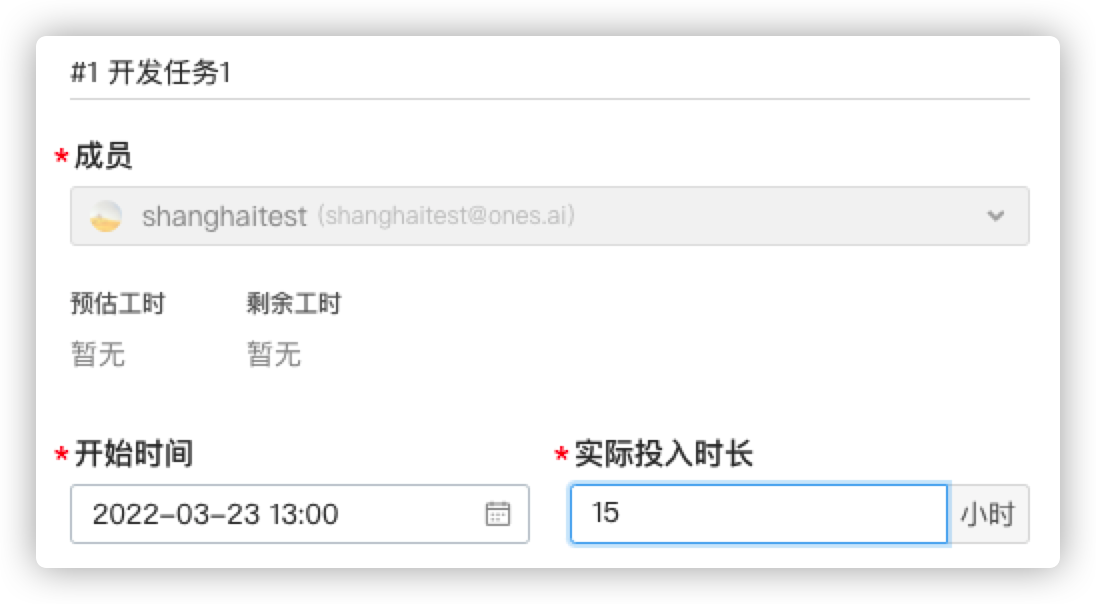 #1 开发任务1
* 成员
shanghaitest (shanghaitest@ones.ai)
预估工时 剩余工时
暂无 暂无
* 开始时间 * 实际投入时长
2022-03-23 13:00 15 小时